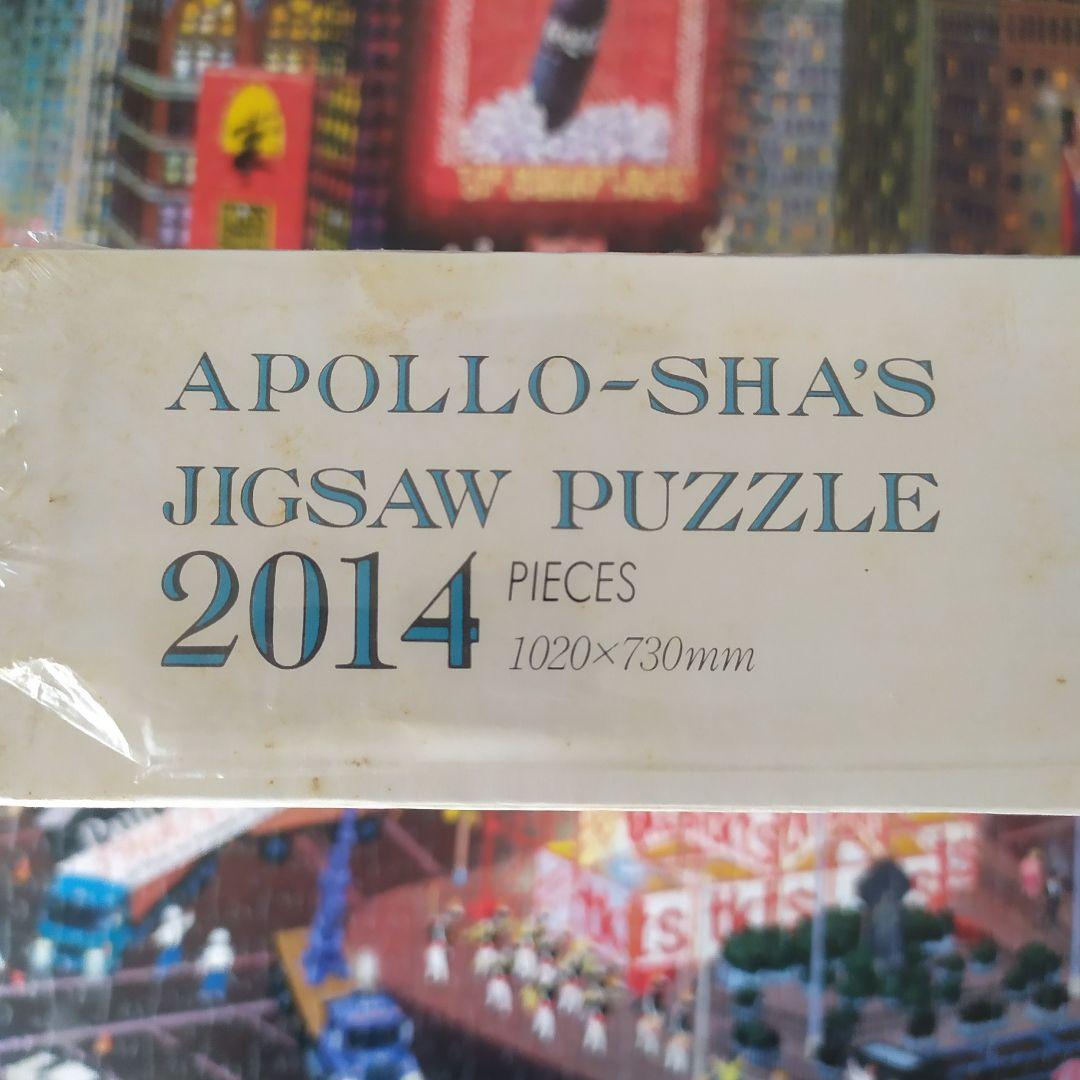 APOLLO-SHA'S
JIGSAW PUZZLE
2014 PIECES
1020×730mm